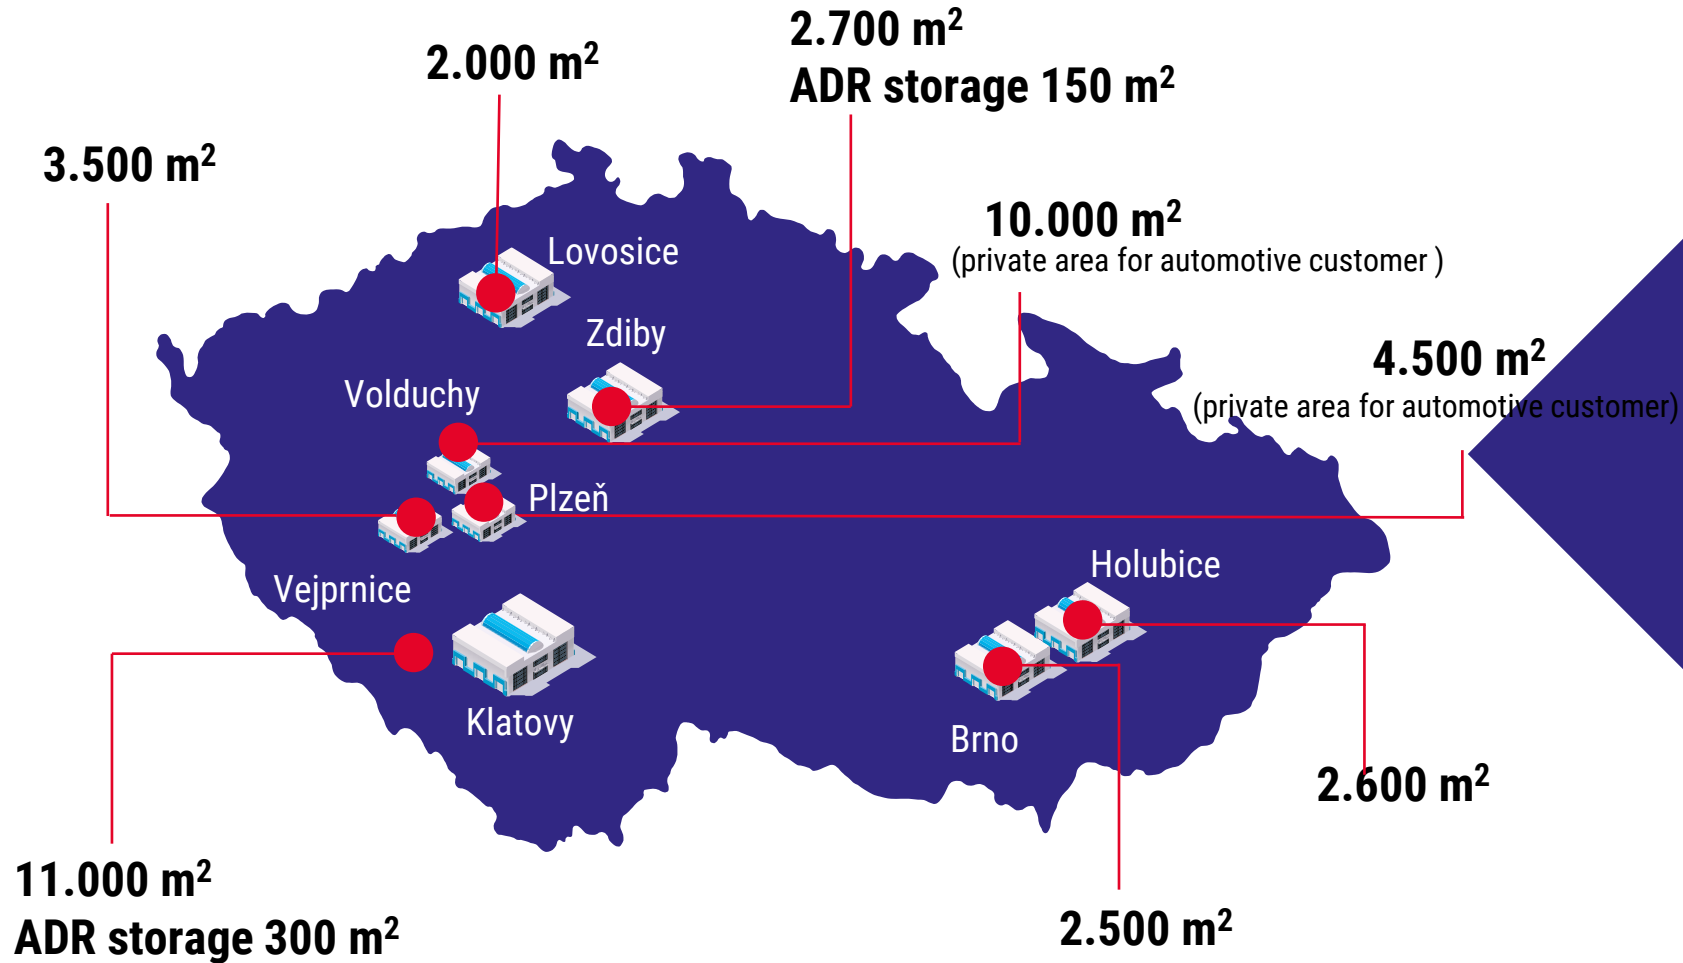 2.700 m²
ADR storage 150 m²
2.000 m²
3.500 m²
10.000 m²
(private area for automotive customer )
Lovosice
Zdiby
4.500 m²
(private area for automotive customer)
Volduchy
Plzeň
Holubice
Vejprnice
Klatovy
Brno
2.600 m²
11.000 m²
ADR storage 300 m²
2.500 m²